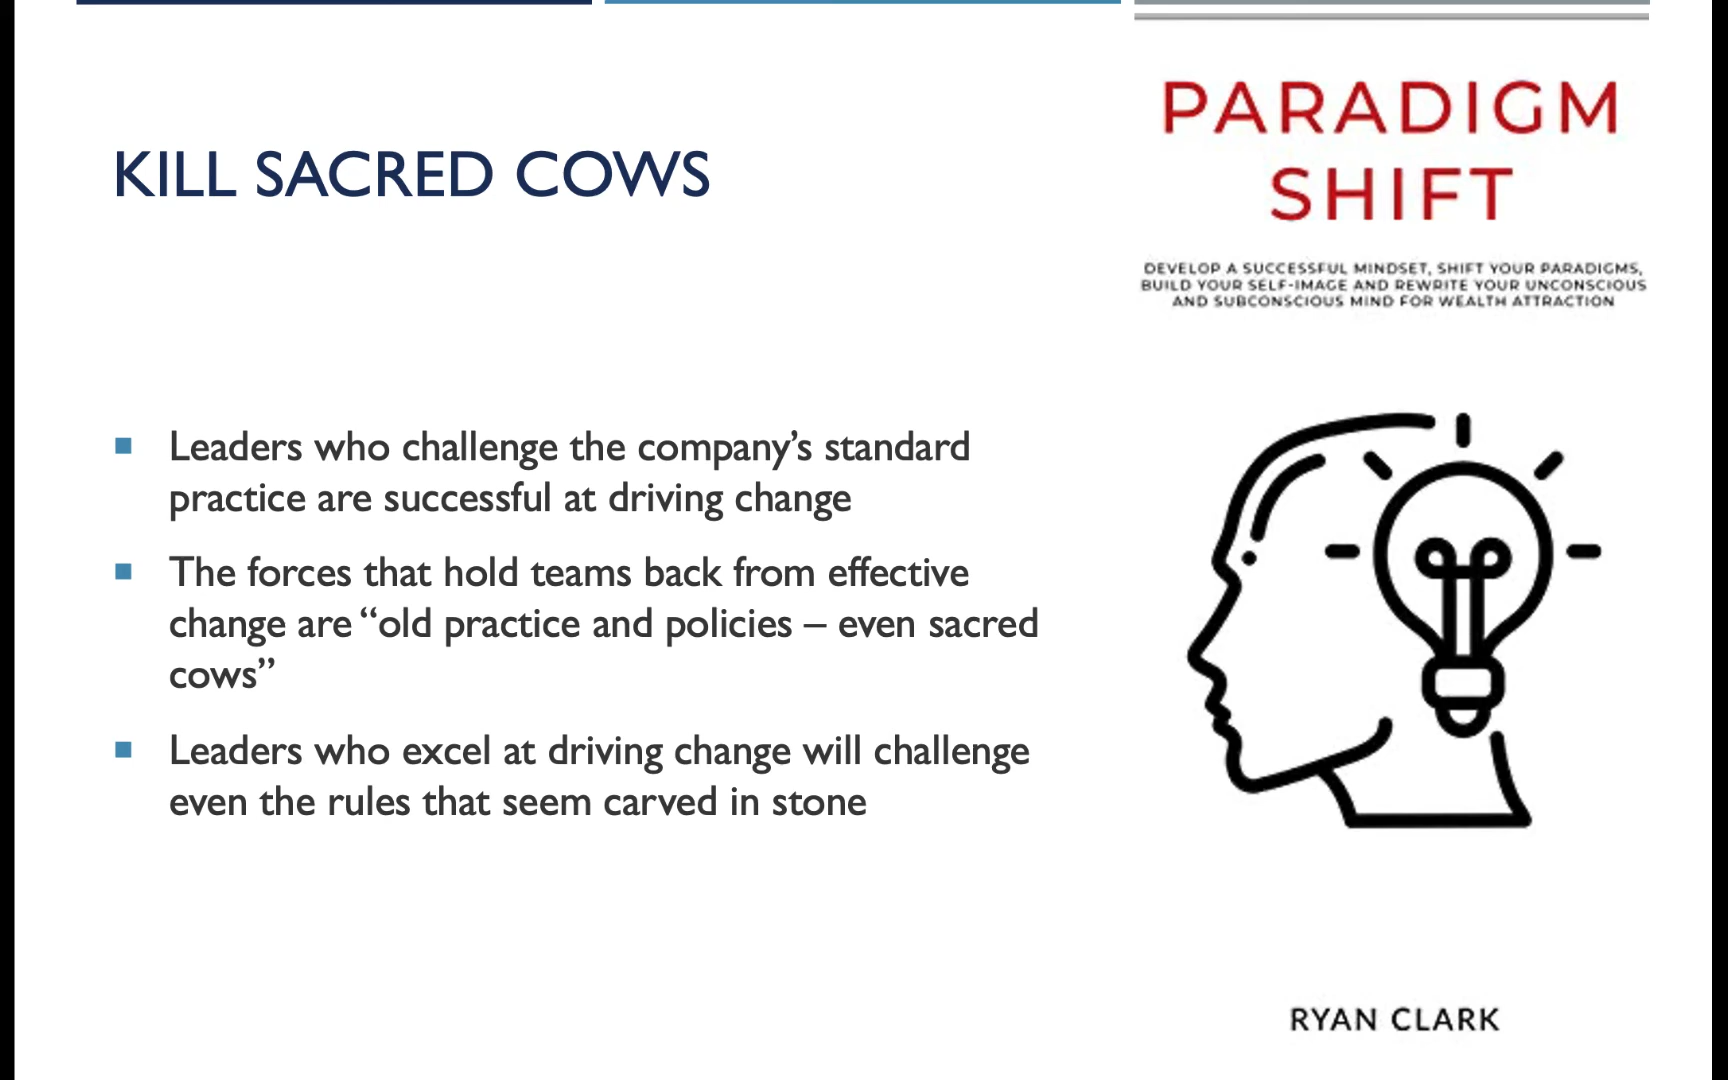 KILL SACRED COWS
Leaders who challenge the company’s standard
practice are successful at driving change
The forces that hold teams back from effective
change are “old practice and policies – even sacred
cows”
Leaders who excel at driving change will challenge
even the rules that seem carved in stone
PARADIGM
SHIFT
DEVELOP A SUCCESSFUL MINDSET, SHIFT YOUR PARADIGMS,
BUILD YOUR SELF-IMAGE AND REWRITE YOUR UNCONSCIOUS
AND SUBCONSCIOUS MIND FOR WEALTH ATTRACTION
RYAN CLARK